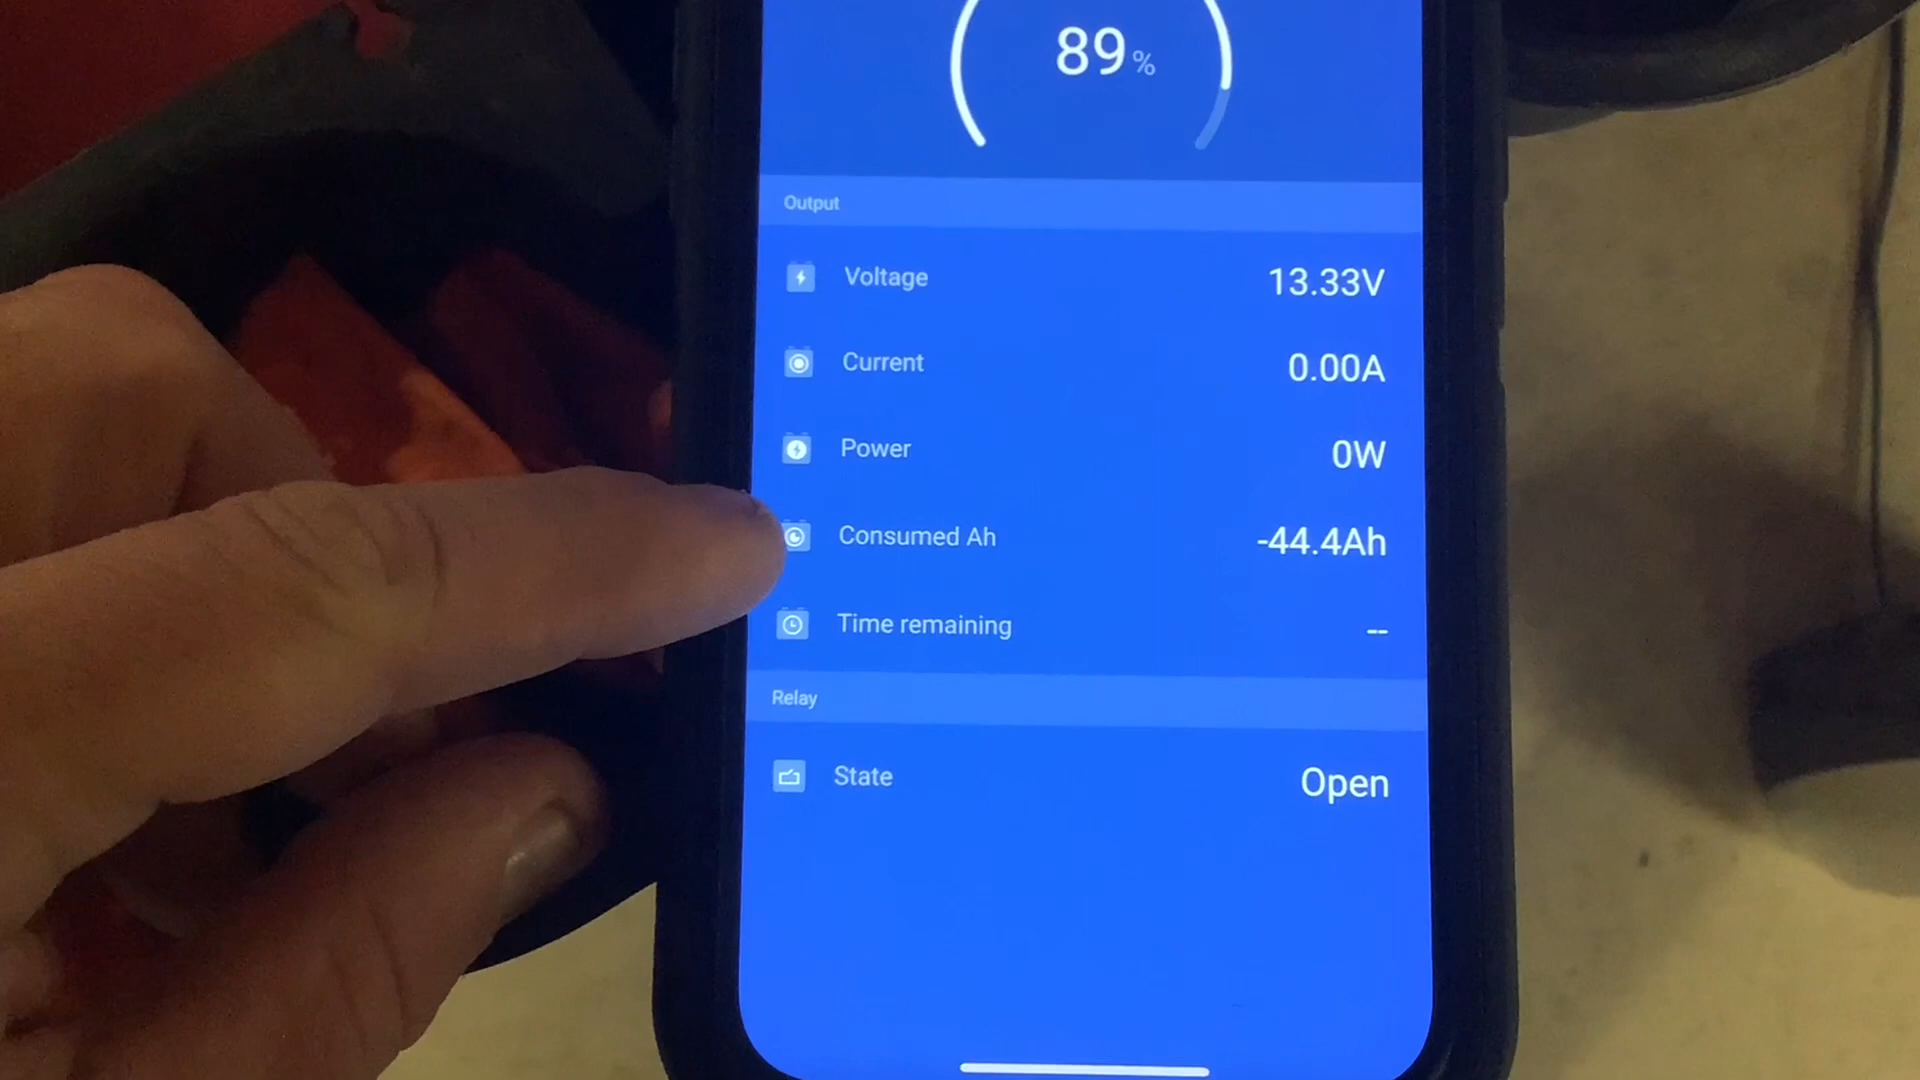 89%
Output
Voltage 13.33V
Current 0.00A
Power 0W
Consumed Ah -44.4Ah
Time remaining --
Relay
State Open